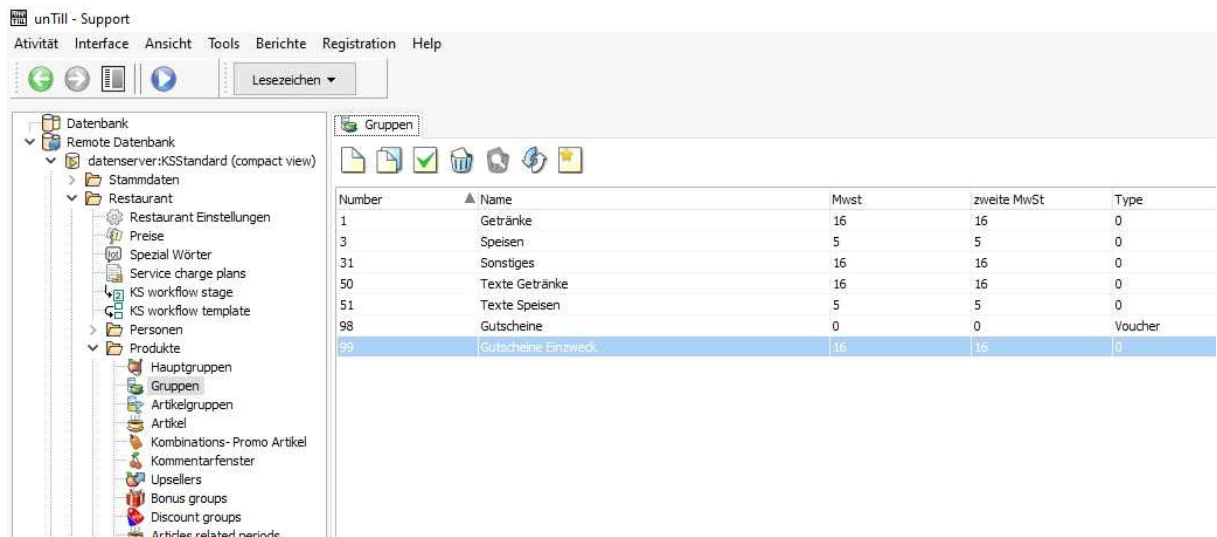 unTill - Support
Ativität Interface Ansicht Tools Berichte Registration Help
Lesezeichen
Datenbank
Remote Datenbank
datenserver:KSStandard (compact view)
Stammdaten
Restaurant
Restaurant Einstellungen
Preise
Spezial Wörter
Service charge plans
KS workflow stage
KS workflow template
Personen
Produkte
Hauptgruppen
Gruppen
Artikelgruppen
Artikel
Kombinations- Promo Artikel
Kommentarfenster
Upsellers
Bonus groups
Discount groups
Articles related periods
Gruppen
Number Name Mwst zweite MwSt Type
1 Getränke 16 16 0
3 Speisen 5 5 0
31 Sonstiges 16 16 0
50 Texte Getränke 16 16 0
51 Texte Speisen 5 5 0
98 Gutscheine 0 0 Voucher
99 Gutscheine Einzweck 16 16 0